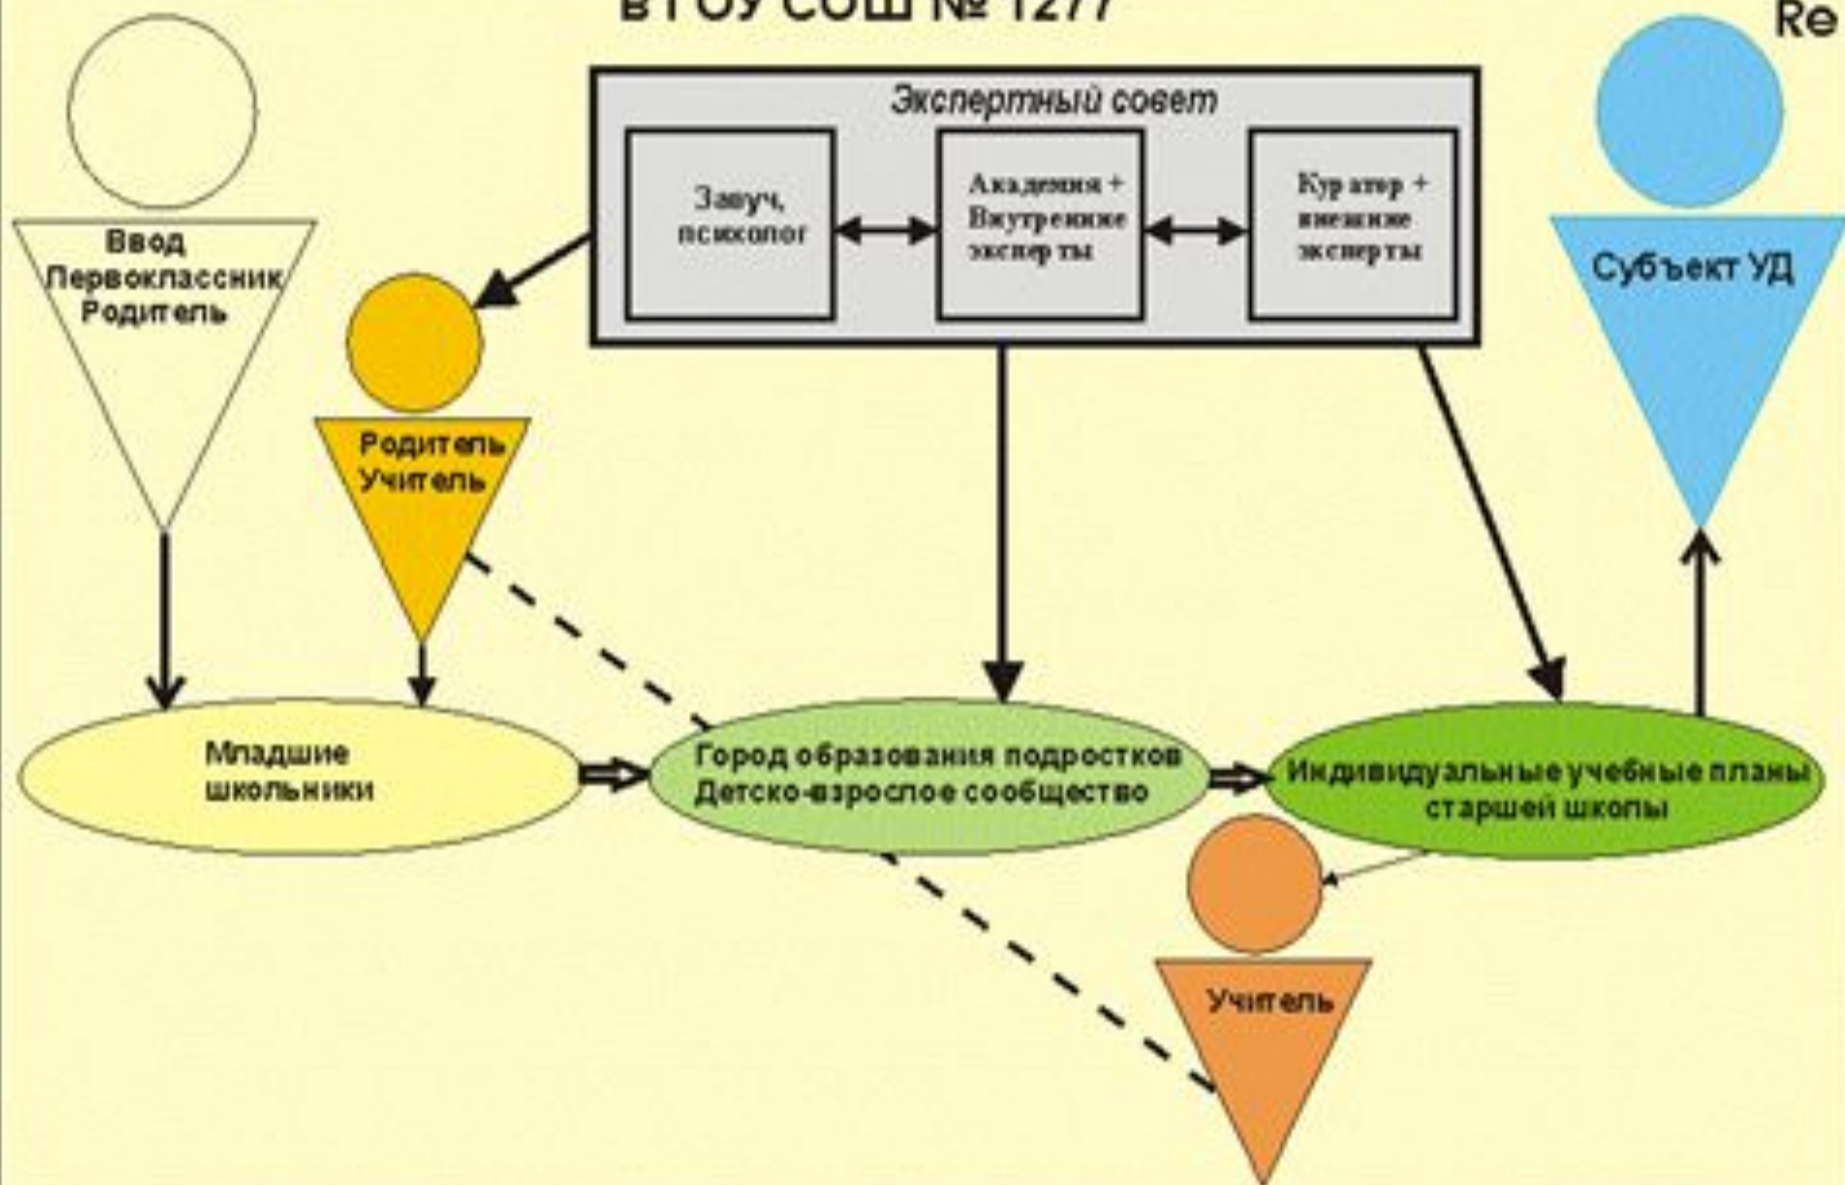 в ГОУ СОШ № 1277
Re
Экспертный совет
Завуч,
психолог
Академия +
Внутренние
эксперты
Куратор +
внешние
эксперты
Ввод
Первоклассник
Родитель
Субъект УД
Родитель
Учитель
Младшие
школьники
Город образования подростков
Детско-взрослое сообщество
Индивидуальные учебные планы
старшей школы
Учитель